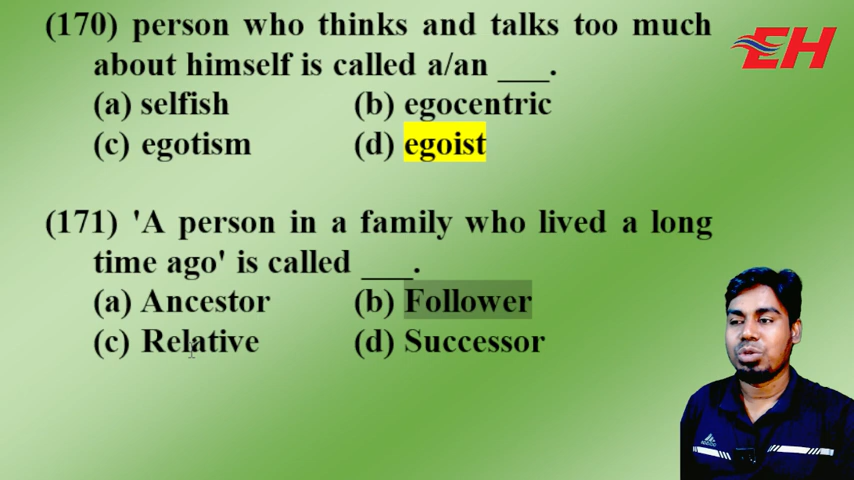 (170) person who thinks and talks too much
about himself is called a/an ___.
(a) selfish (b) egocentric
(c) egotism (d) egoist
(171) 'A person in a family who lived a long
time ago' is called ___.
(a) Ancestor (b) Follower
(c) Relative (d) Successor
EH